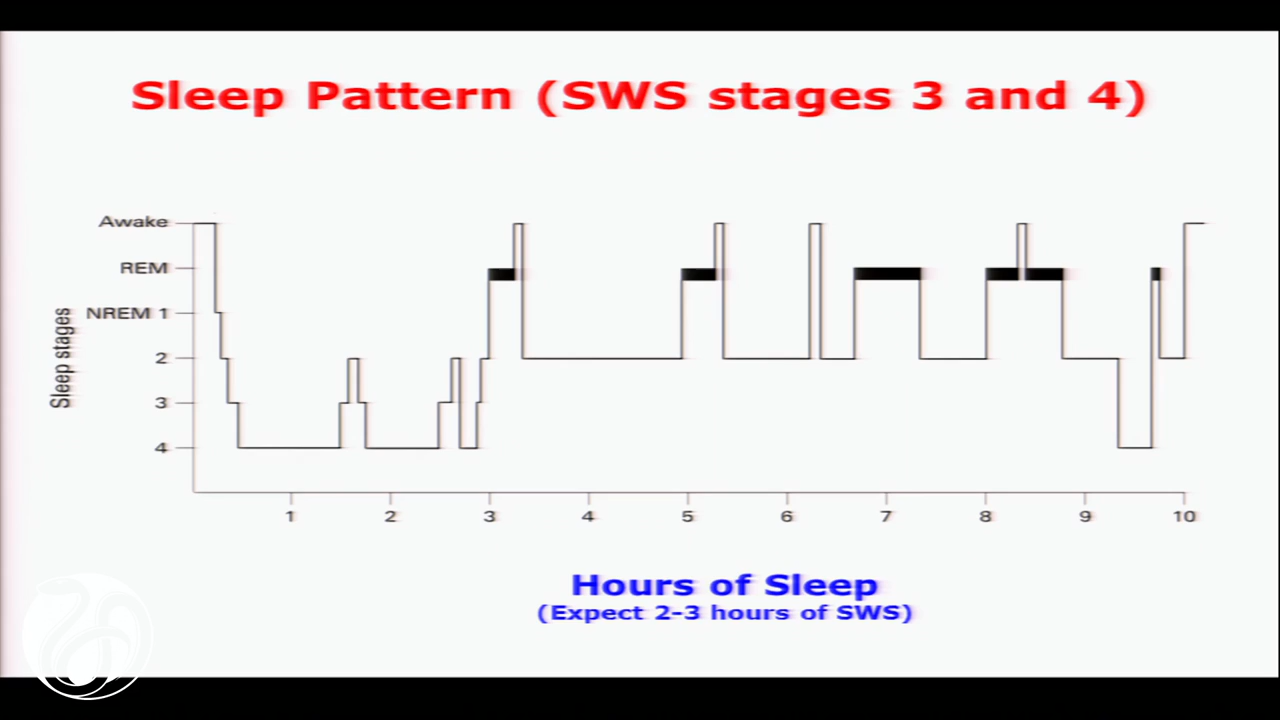 Sleep Pattern (SWS stages 3 and 4)
Awake
REM
NREM 1
2
3
4
Sleep stages
1 2 3 4 5 6 7 8 9 10
Hours of Sleep
(Expect 2-3 hours of SWS)